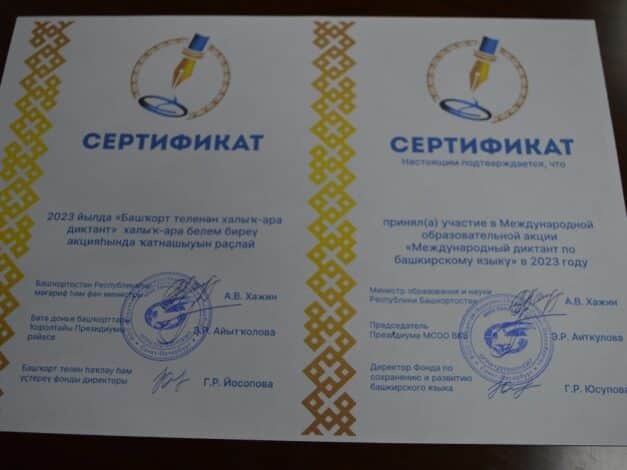 СЕРТИФИКАТ
2023 йылда «Башҡорт теленән халыҡ-ара
диктант» халыҡ-ара белем биреү
акцияһында ҡатнашыуын раҫлай
Башҡортостан Республикаһы
мәғариф һәм фән министры
А.В. Хажин
Бөтә донъя башҡорттары
ҡоролтайы Президиумы
рәйесе
Э.Р. Айытҡолова
Башҡорт телен һаҡлау һәм
үҫтереү фонды директоры
Г.Р. Йосопова
СЕРТИФИКАТ
Настоящим подтверждается, что
принял(а) участие в Международной
образовательной акции
«Международный диктант по
башкирскому языку» в 2023 году
Министр образования и науки
Республики Башкортостан
А.В. Хажин
Председатель
Президиума МСОО ВКБ
Э.Р. Аиткулова
Директор Фонда по
сохранению и развитию
башкирского языка
Г.Р. Юсупова